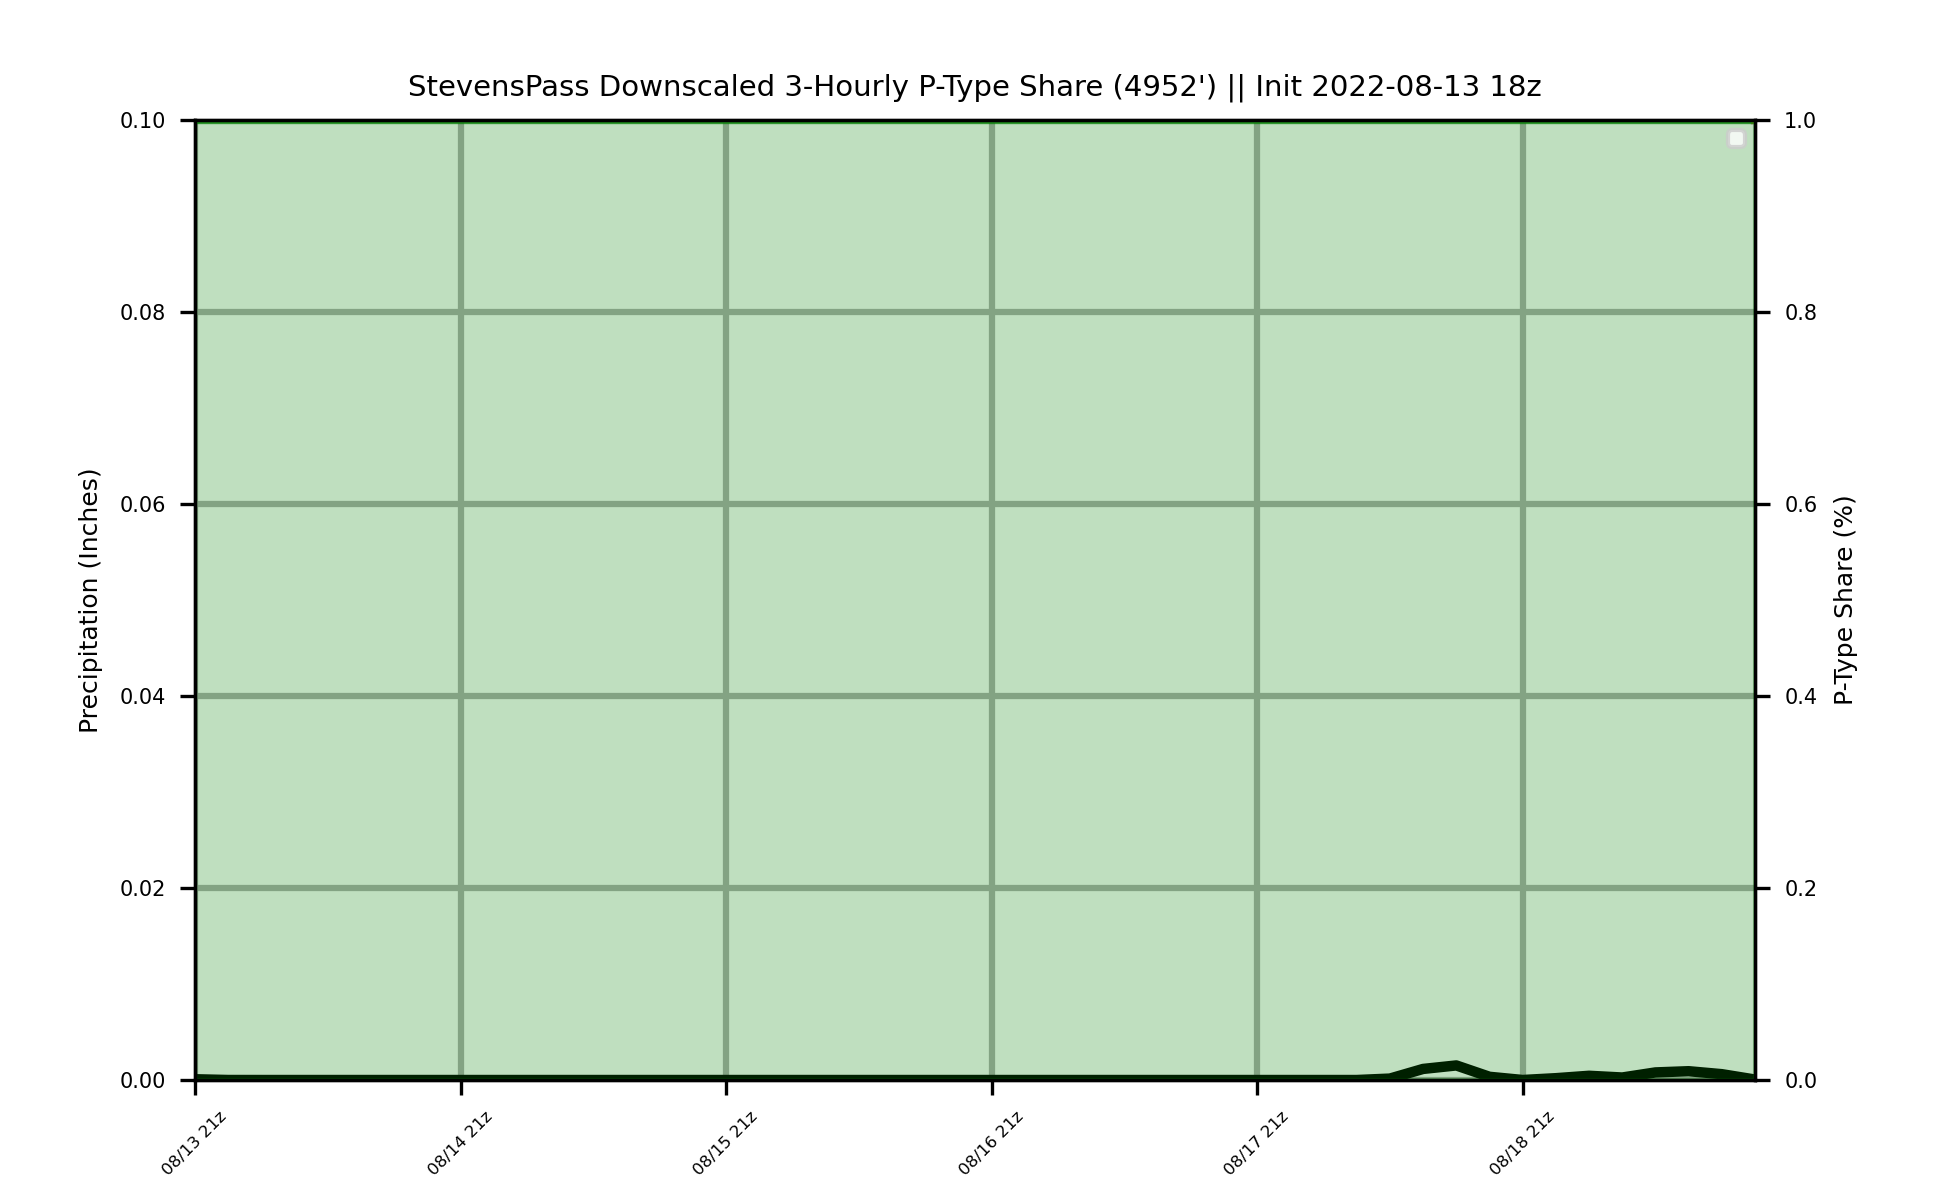 StevensPass Downscaled 3-Hourly P-Type Share (4952') || Init 2022-08-13 18z
0.10
0.08
0.06
0.04
0.02
0.00
Precipitation (Inches)
1.0
0.8
0.6
0.4
0.2
0.0
P-Type Share (%)
08/13 21z
08/14 21z
08/15 21z
08/16 21z
08/17 21z
08/18 21z